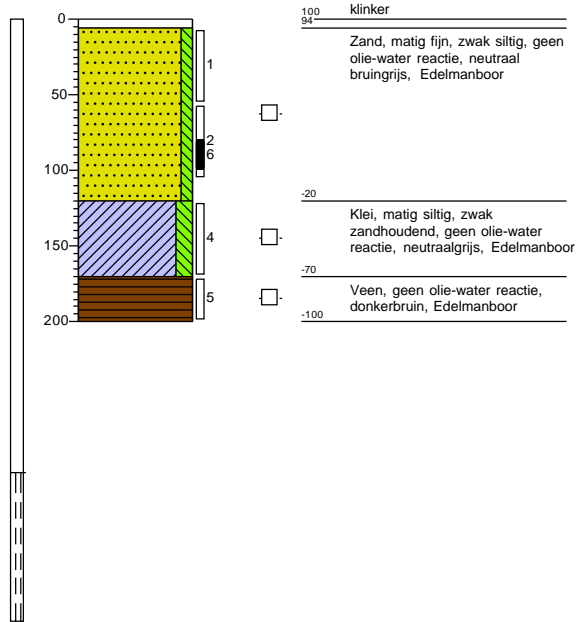 0
50
100
150
200
1
2
6
4
5
100
klinker
94
Zand, matig fijn, zwak siltig, geen
olie-water reactie, neutraal
bruingrijs, Edelmanboor
-20
Klei, matig siltig, zwak
zandhoudend, geen olie-water
reactie, neutraalgrijs, Edelmanboor
-70
Veen, geen olie-water reactie,
donkerbruin, Edelmanboor
-100